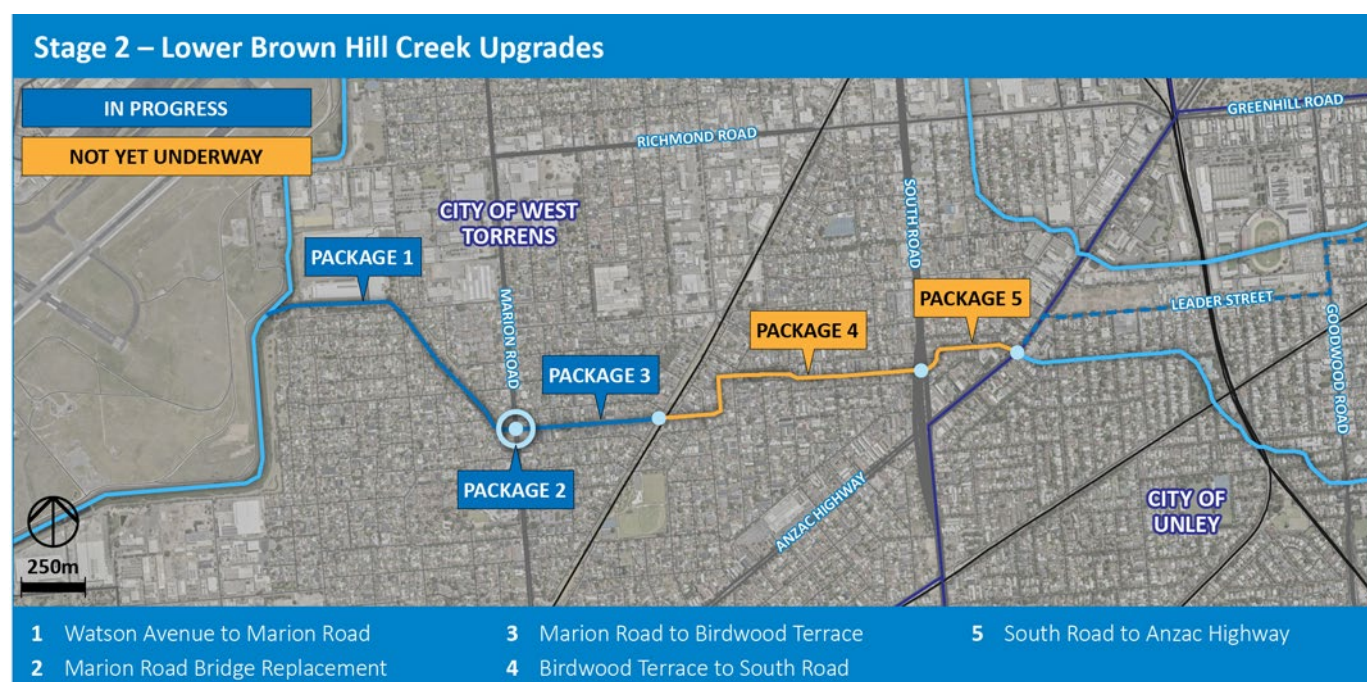 Stage 2 – Lower Brown Hill Creek Upgrades
IN PROGRESS
NOT YET UNDERWAY
GREENHILL ROAD
RICHMOND ROAD
SOUTH ROAD
CITY OF WEST
TORRENS
PACKAGE 1
MARION ROAD
PACKAGE 5
LEADER STREET
GOODWOOD ROAD
PACKAGE 4
PACKAGE 3
PACKAGE 2
ANZAC HIGHWAY
CITY OF
UNLEY
250m
1 Watson Avenue to Marion Road
2 Marion Road Bridge Replacement
3 Marion Road to Birdwood Terrace
4 Birdwood Terrace to South Road
5 South Road to Anzac Highway